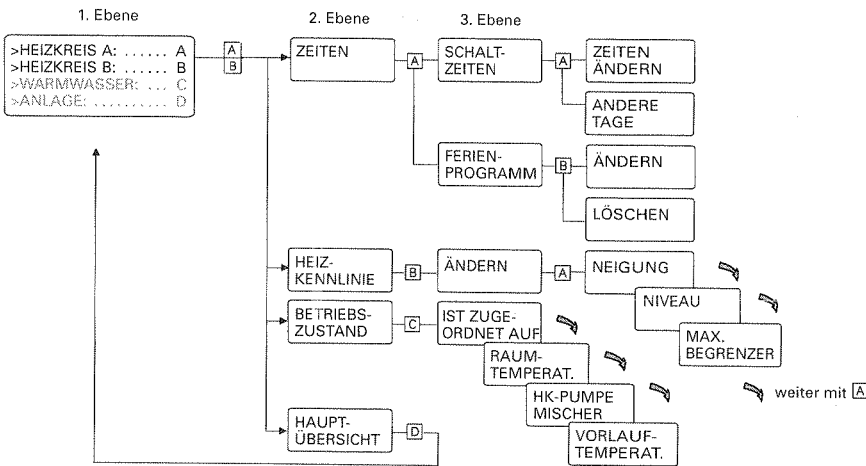 1. Ebene
2. Ebene
3. Ebene
>HEIZKREIS A: ...... A
>HEIZKREIS B: ...... B
>WARMWASSER: ... C
>ANLAGE: .......... D
A
B
ZEITEN
A
SCHALT-
ZEITEN
A
ZEITEN
ÄNDERN
ANDERE
TAGE
FERIEN-
PROGRAMM
B
ÄNDERN
LÖSCHEN
HEIZ-
KENNLINIE
B
ÄNDERN
A
NEIGUNG
NIVEAU
MAX.
BEGRENZER
BETRIEBS-
ZUSTAND
C
IST ZUGE-
ORDNET AUF
RAUM-
TEMPERAT.
HK-PUMPE
MISCHER
VORLAUF-
TEMPERAT.
weiter mit A
HAUPT-
ÜBERSICHT
D